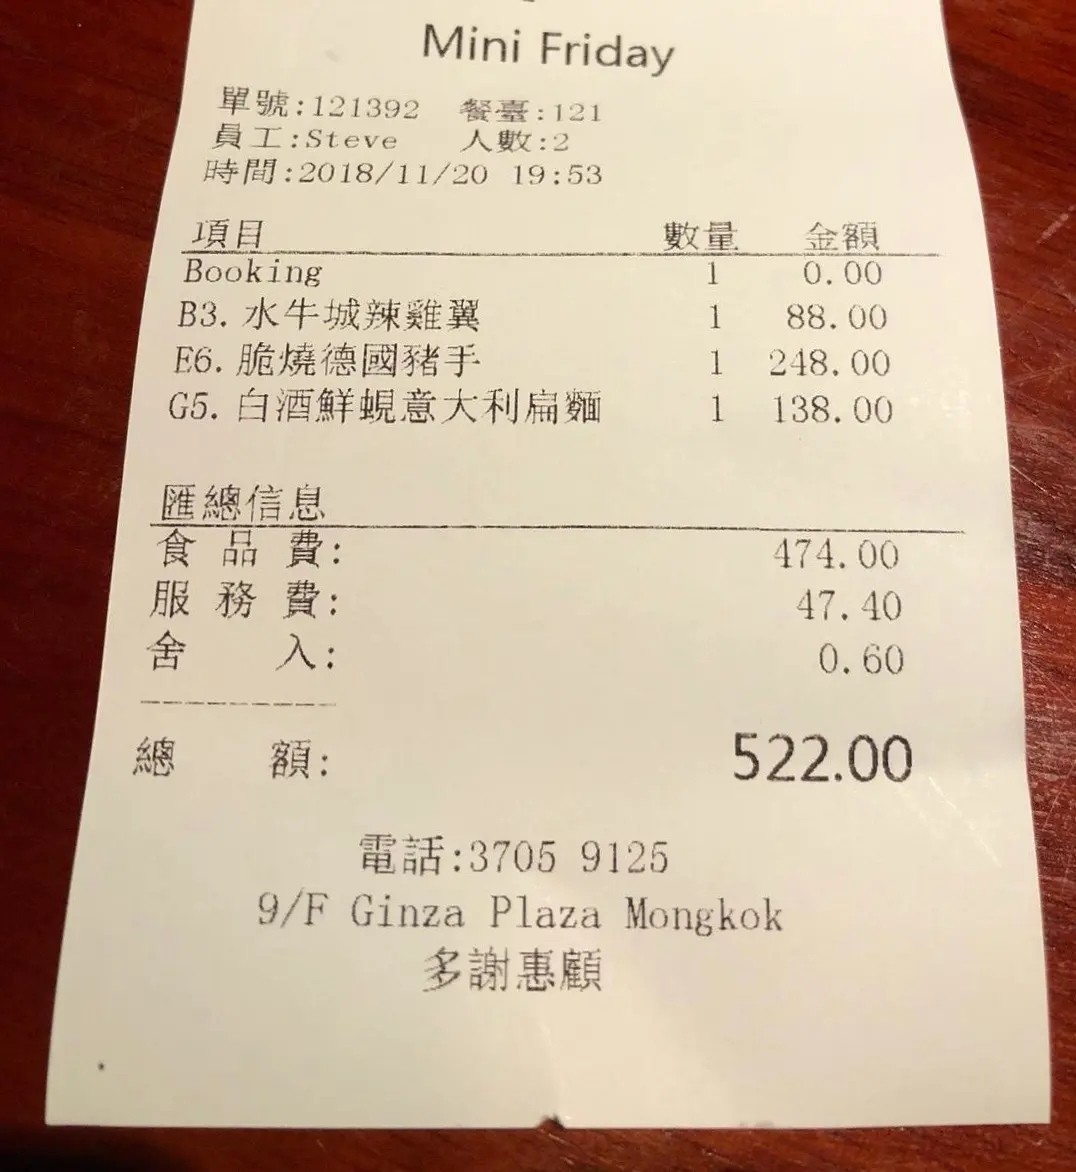 Mini Friday
單號:121392 餐臺:121
員工:Steve 人數:2
時間:2018/11/20 19:53
項目 數量 金額
Booking 1 0.00
B3. 水牛城辣雞翼 1 88.00
E6. 脆燒德國豬手 1 248.00
G5. 白酒鮮蜆意大利扁麵 1 138.00
匯總信息
食品費: 474.00
服務費: 47.40
舍入: 0.60
總額: 522.00
電話:3705 9125
9/F Ginza Plaza Mongkok
多謝惠顧